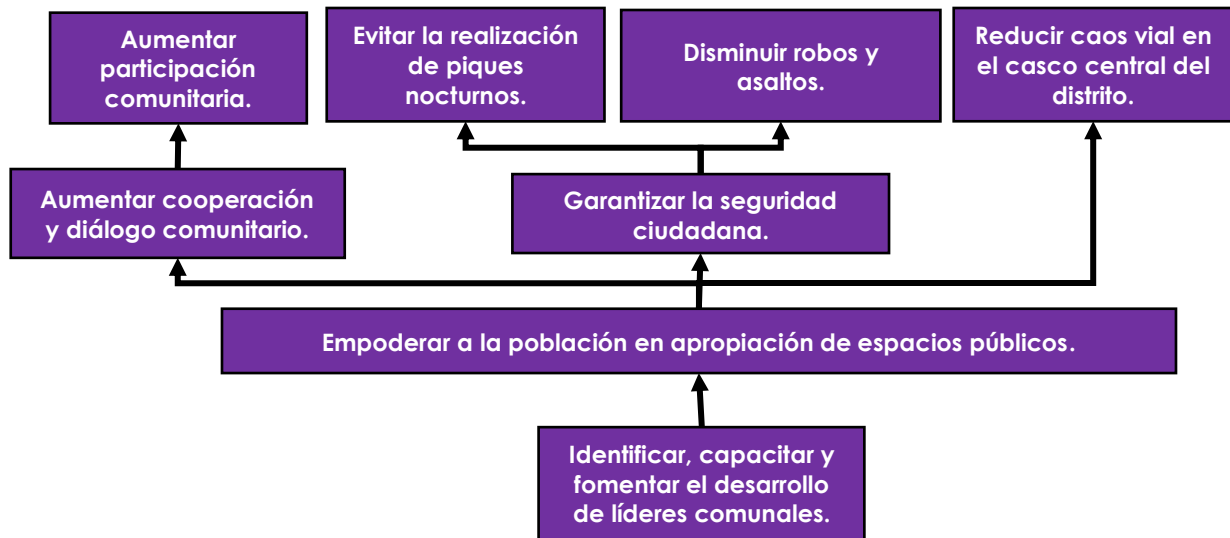 Aumentar
participación
comunitaria.
Evitar la realización
de piques
nocturnos.
Disminuir robos y
asaltos.
Reducir caos vial en
el casco central del
distrito.
Aumentar cooperación
y diálogo comunitario.
Garantizar la seguridad
ciudadana.
Empoderar a la población en apropiación de espacios públicos.
Identificar, capacitar y
fomentar el desarrollo
de líderes comunales.